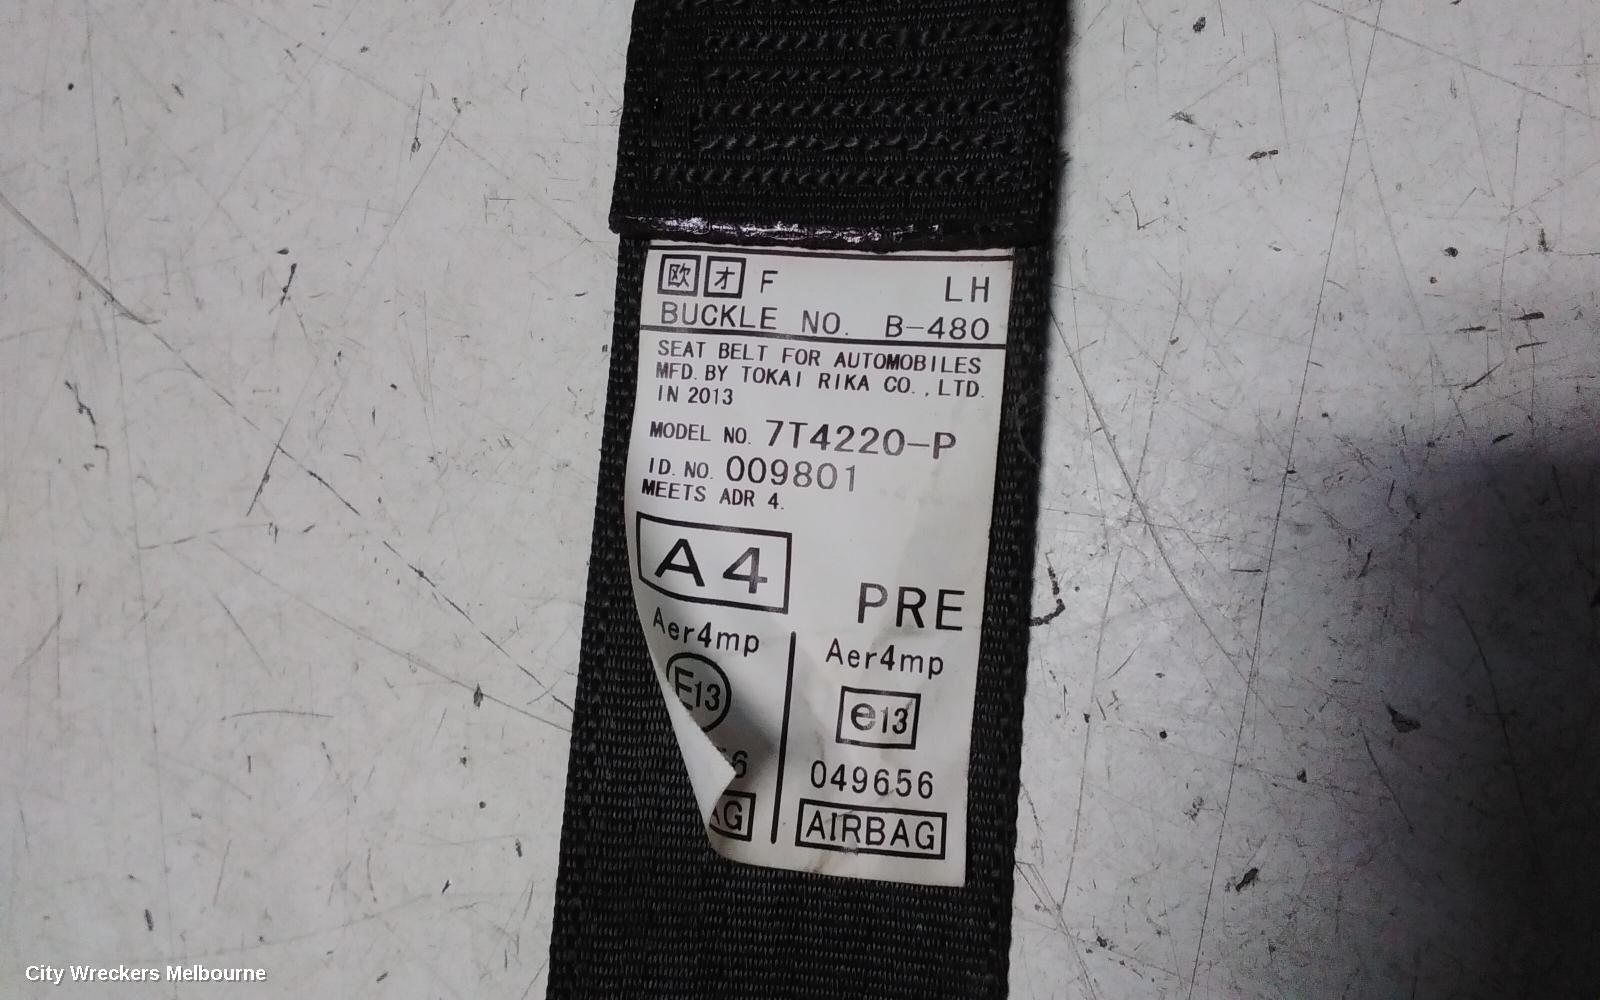 欧 オ F LH
BUCKLE NO. B-480
SEAT BELT FOR AUTOMOBILES
MFD. BY TOKAI RIKA CO., LTD.
IN 2013
MODEL NO. 7T4220-P
ID. NO. 009801
MEETS ADR 4.
A4
PRE
Aer4mp
E13
6
AG
Aer4mp
e13
049656
AIRBAG
City Wreckers Melbourne